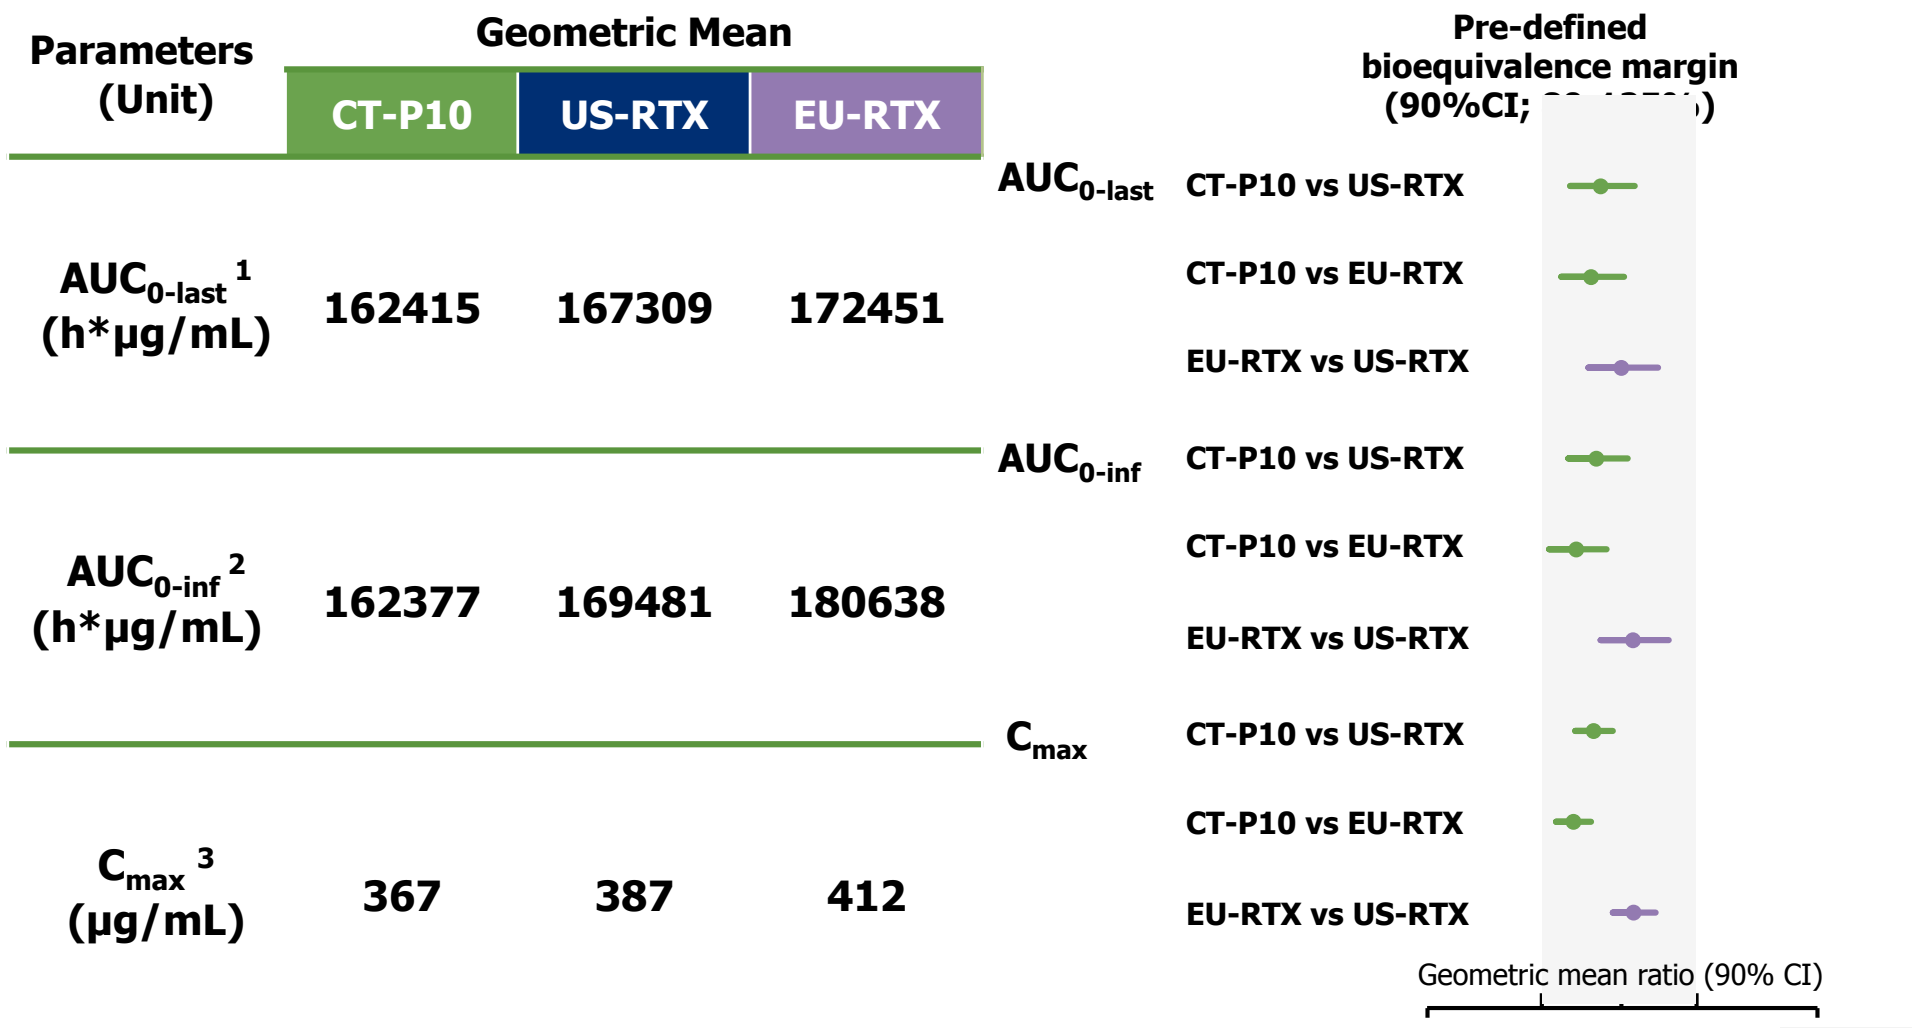 Parameters
(Unit)
Geometric Mean
CT-P10 US-RTX EU-RTX
AUC0-last 1
(h*µg/mL)
162415 167309 172451
AUC0-inf 2
(h*µg/mL)
162377 169481 180638
Cmax 3
(µg/mL)
367 387 412
Pre-defined
bioequivalence margin
(90%CI; )
AUC0-last CT-P10 vs US-RTX
CT-P10 vs EU-RTX
EU-RTX vs US-RTX
AUC0-inf CT-P10 vs US-RTX
CT-P10 vs EU-RTX
EU-RTX vs US-RTX
Cmax CT-P10 vs US-RTX
CT-P10 vs EU-RTX
EU-RTX vs US-RTX
Geometric mean ratio (90% CI)